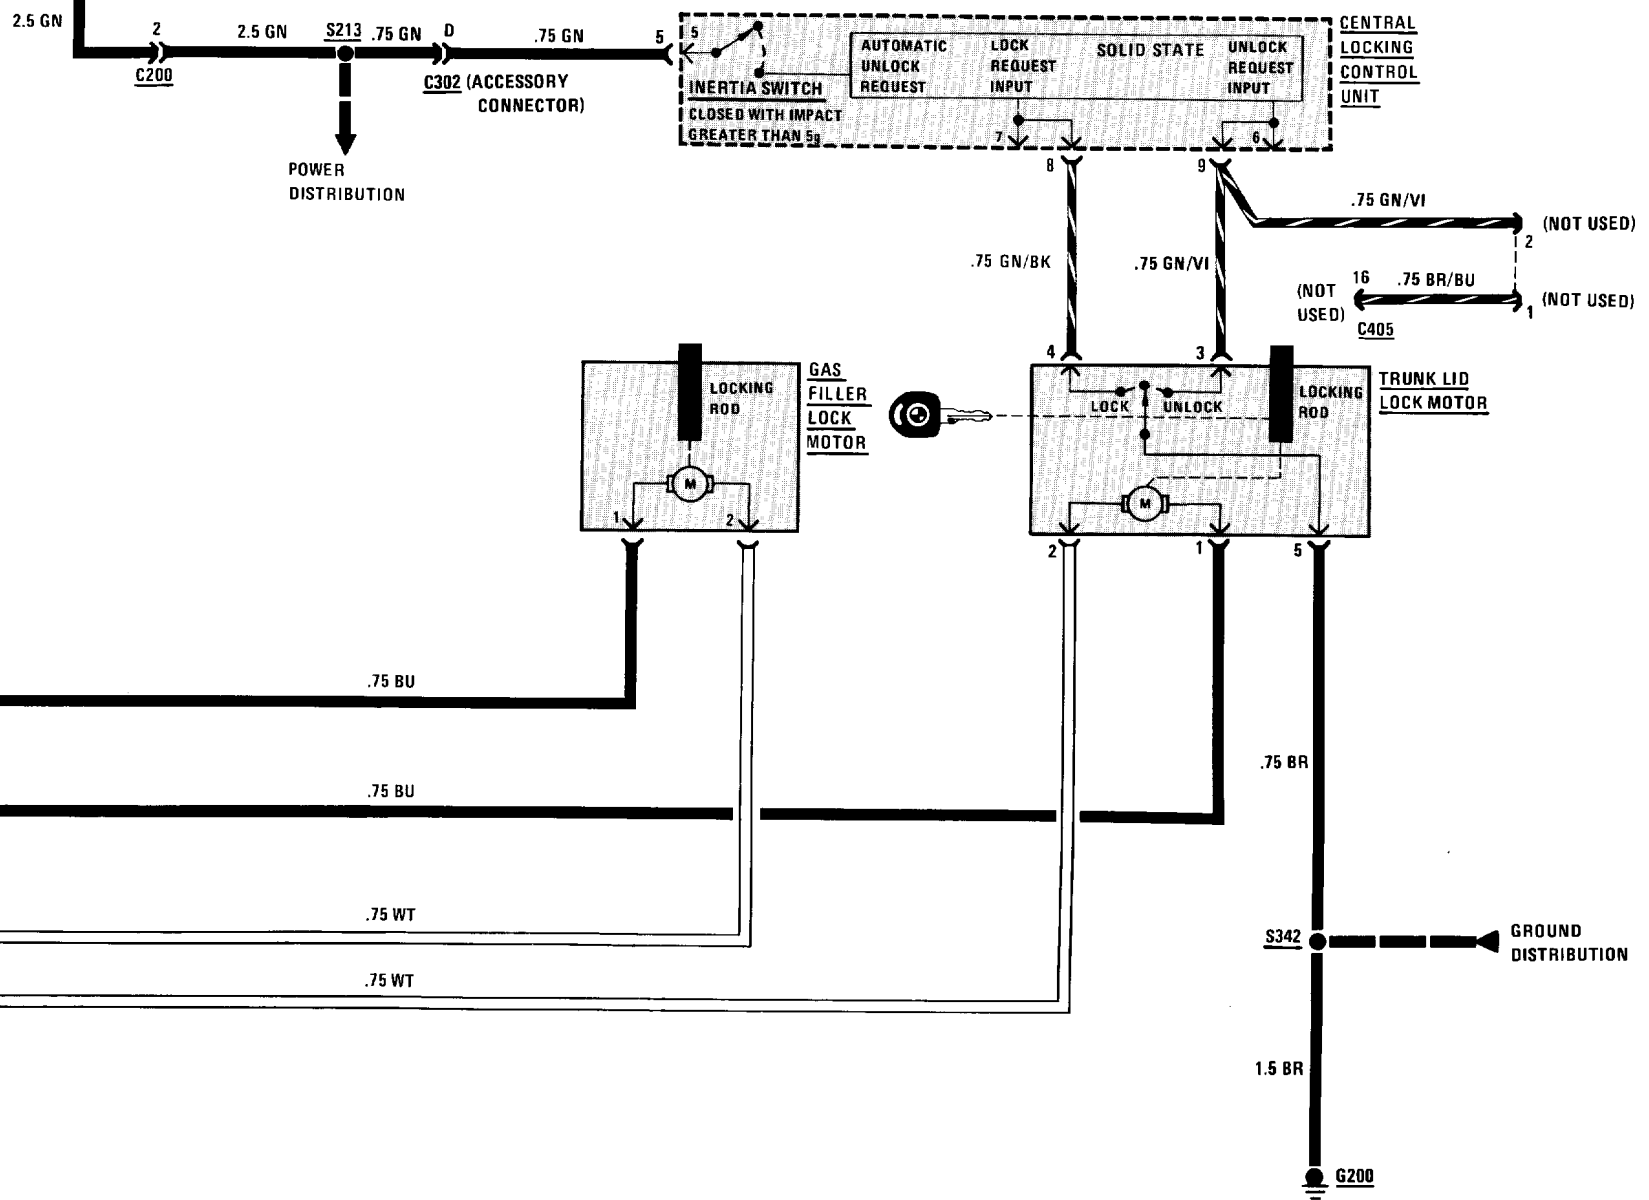 2.5 GN
2
C200
2.5 GN
S213
.75 GN
D
C302 (ACCESSORY
CONNECTOR)
.75 GN
5
POWER
DISTRIBUTION
5
INERTIA SWITCH
CLOSED WITH IMPACT
GREATER THAN 5g
AUTOMATIC
UNLOCK
REQUEST
LOCK
REQUEST
INPUT
SOLID STATE
UNLOCK
REQUEST
INPUT
7
6
CENTRAL
LOCKING
CONTROL
UNIT
8
9
.75 GN/VI
(NOT USED)
2
.75 GN/BK
.75 GN/VI
16
.75 BR/BU
(NOT
USED)
C405
(NOT USED)
1
4
3
LOCKING
ROD
M
1
2
GAS
FILLER
LOCK
MOTOR
LOCK
UNLOCK
LOCKING
ROD
M
TRUNK LID
LOCK MOTOR
2
1
5
.75 BU
.75 BU
.75 WT
.75 WT
.75 BR
S342
GROUND
DISTRIBUTION
1.5 BR
G200